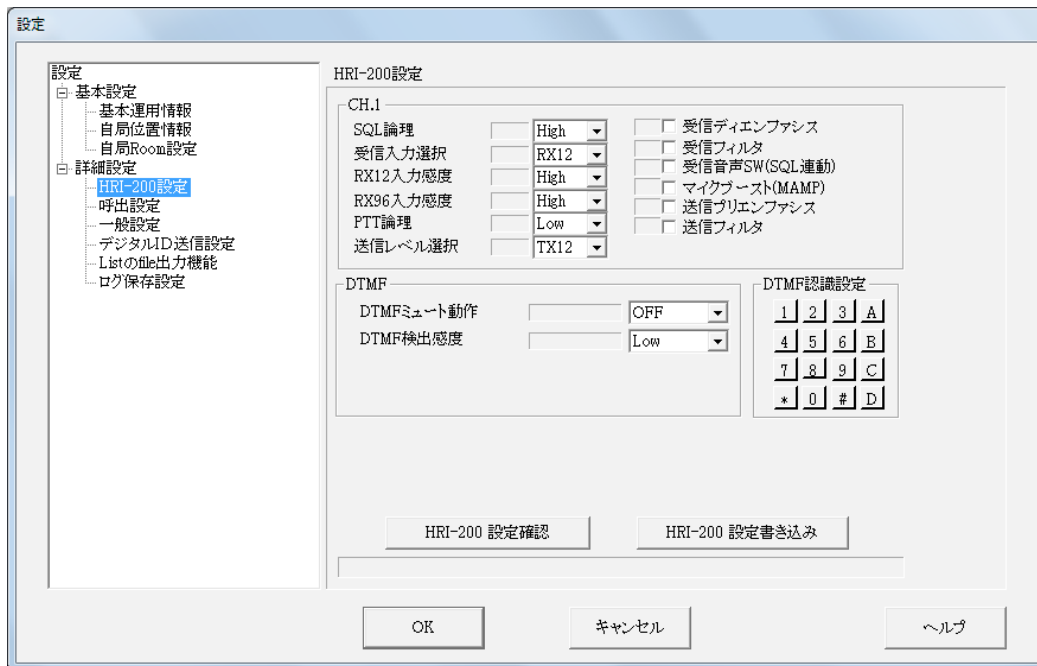 設定
設定
基本設定
基本運用情報
自局位置情報
自局Room設定
詳細設定
HRI-200設定
呼出設定
一般設定
デジタルID送信設定
Listのfile出力機能
ログ保存設定
HRI-200設定
CH.1
SQL論理 High
受信入力選択 RX12
RX12入力感度 High
RX96入力感度 High
PTT論理 Low
送信レベル選択 TX12
受信ディエンファシス
受信フィルタ
受信音声SW(SQL連動)
マイクブースト(MAMP)
送信プリエンファシス
送信フィルタ
DTMF
DTMFミュート動作 OFF
DTMF検出感度 Low
DTMF認識設定
1 2 3 A
4 5 6 B
7 8 9 C
* 0 # D
HRI-200 設定確認 HRI-200 設定書き込み
OK キャンセル ヘルプ